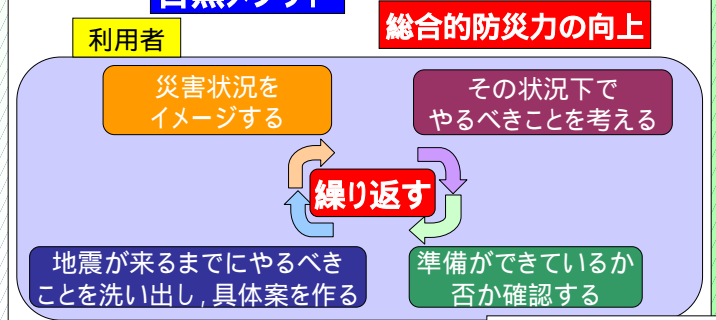 総合的防災力の向上
利用者
災害状況を
イメージする
その状況下で
やるべきことを考える
繰り返す
地震が来るまでにやるべき
ことを洗い出し,具体案を作る
準備ができているか
否か確認する